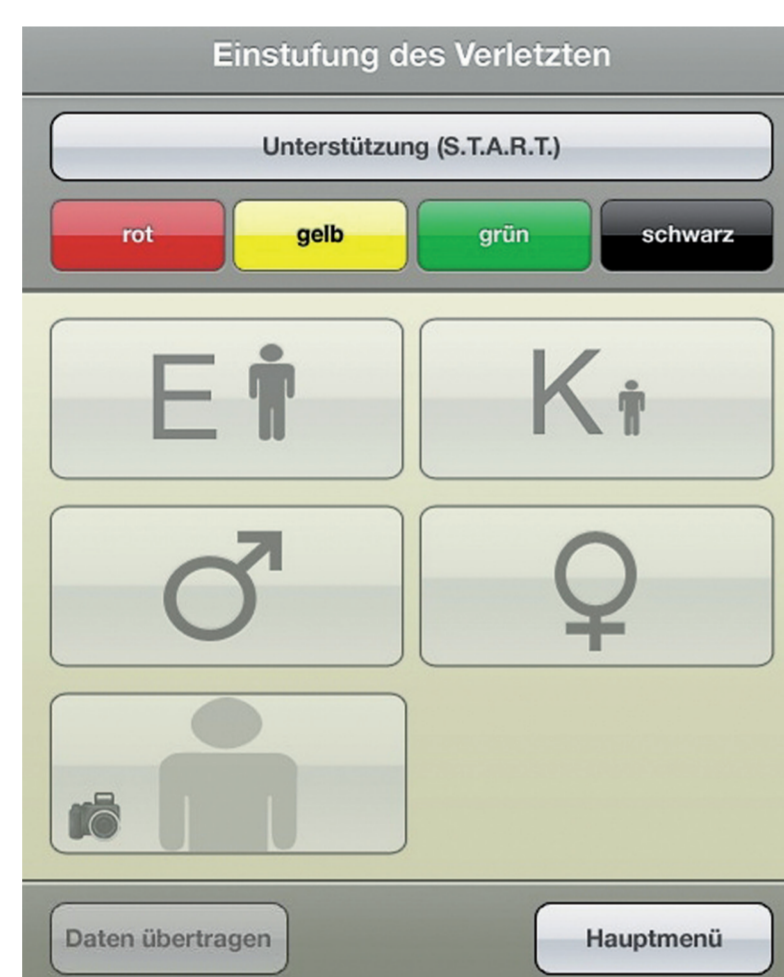 Einstufung des Verletzten
Unterstützung (S.T.A.R.T.)
rot gelb grün schwarz
E K
Daten übertragen Hauptmenü